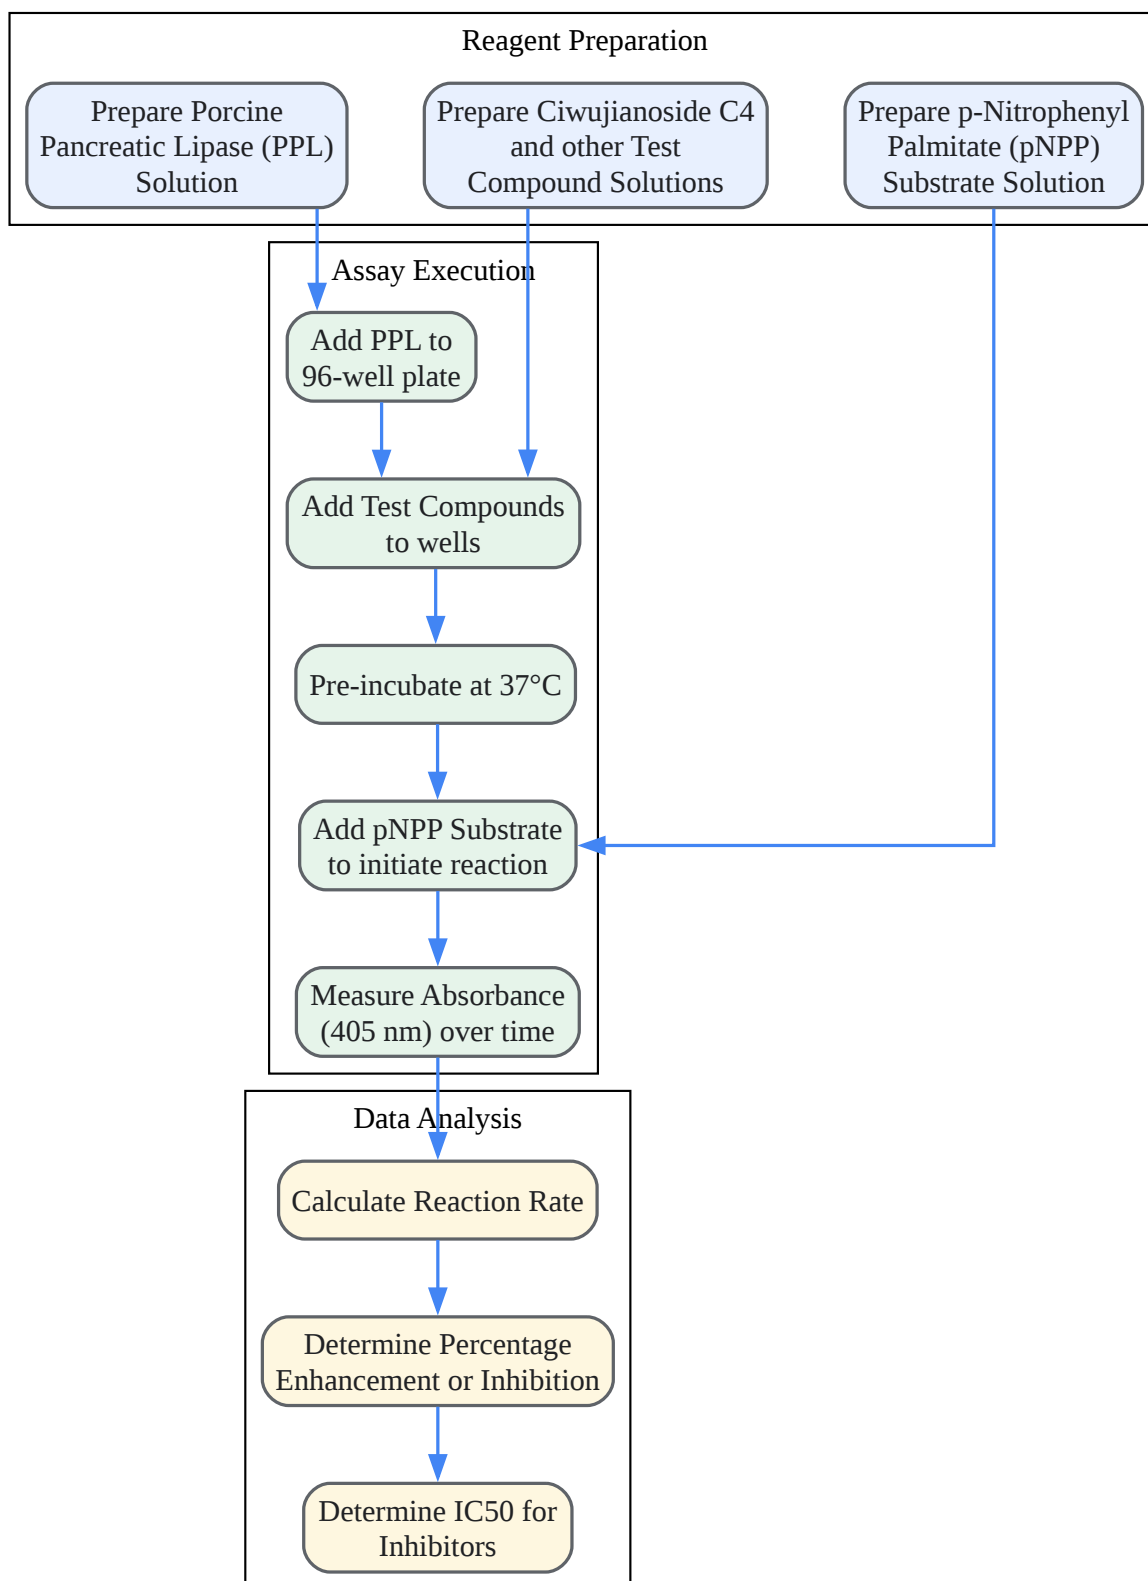 Reagent Preparation
Prepare Porcine
Pancreatic Lipase (PPL)
Solution
Prepare Ciwujianoside C4
and other Test
Compound Solutions
Prepare p-Nitrophenyl
Palmitate (pNPP)
Substrate Solution
Assay Execution
Add PPL to
96-well plate
Add Test Compounds
to wells
Pre-incubate at 37°C
Add pNPP Substrate
to initiate reaction
Measure Absorbance
(405 nm) over time
Data Analysis
Calculate Reaction Rate
Determine Percentage
Enhancement or Inhibition
Determine IC50 for
Inhibitors